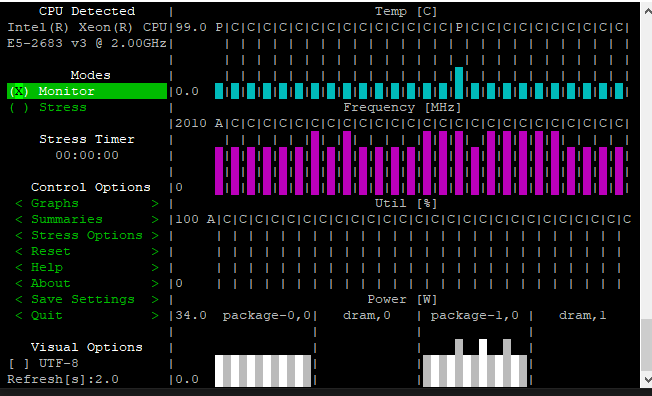 CPU Detected
Intel(R) Xeon(R) CPU
E5-2683 v3 @ 2.00GHz
Modes
(X) Monitor
( ) Stress
Stress Timer
00:00:00
Control Options
< Graphs >
< Summaries >
< Stress Options >
< Reset >
< Help >
< About >
< Save Settings >
< Quit >
Visual Options
[ ] UTF-8
Refresh[s]:2.0
Temp [C]
99.0 P|C|C|C|C|C|C|C|C|C|C|C|C|C|C|P|C|C|C|C|C|C|C|C|C|C|
0.0
Frequency [MHz]
2010 A|C|C|C|C|C|C|C|C|C|C|C|C|C|C|C|C|C|C|C|C|C|C|C|C|C|
0
Util [%]
100 A|C|C|C|C|C|C|C|C|C|C|C|C|C|C|C|C|C|C|C|C|C|C|C|C|C|C
0
Power [W]
34.0 package-0,0 dram,0 package-1,0 dram,1
0.0